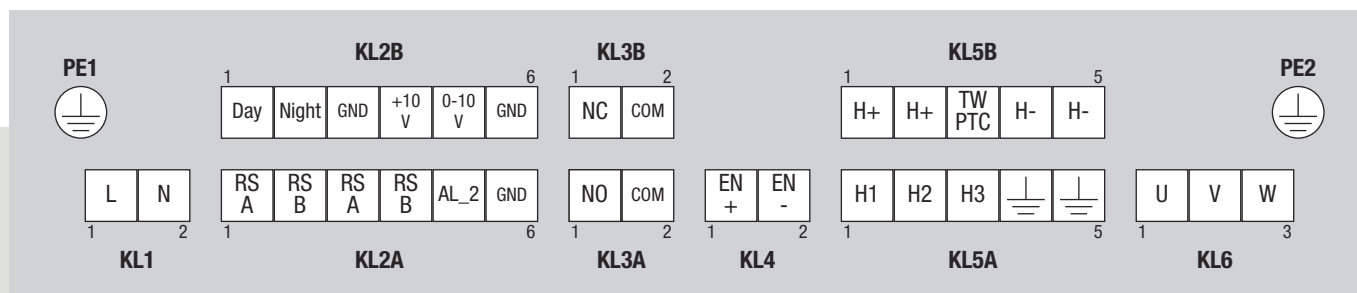 KL2B KL3B KL5B
PE1 PE2
1 6 1 2 1 5
Day Night GND +10 V 0-10 V GND NC COM H+ H+ TW PTC H- H-
L N RS A RS B RS A RS B AL_2 GND NO COM EN + EN - H1 H2 H3 U V W
1 2 1 6 1 2 1 2 1 5 1 3
KL1 KL2A KL3A KL4 KL5A KL6